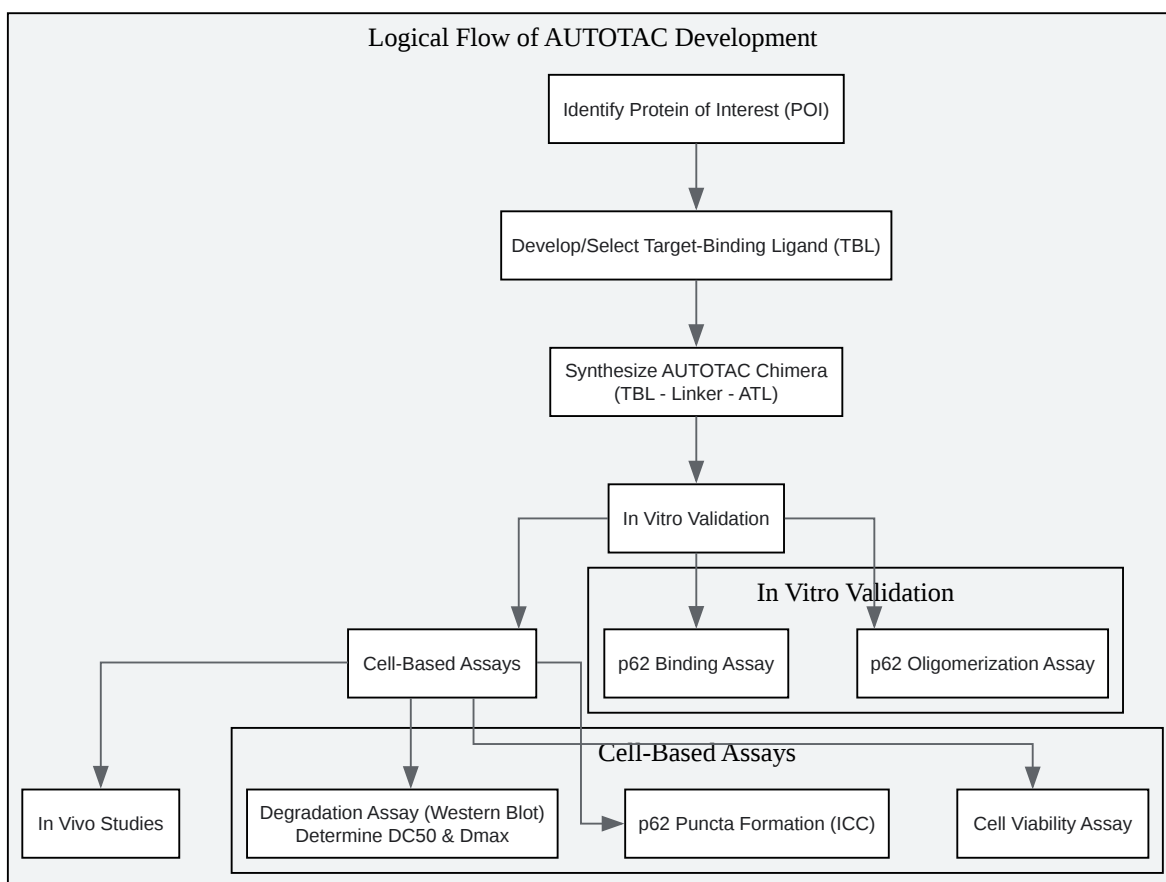 Logical Flow of AUTOTAC Development
Identify Protein of Interest (POI)
Develop/Select Target-Binding Ligand (TBL)
Synthesize AUTOTAC Chimera
(TBL - Linker - ATL)
In Vitro Validation
In Vitro Validation
Cell-Based Assays
p62 Binding Assay
p62 Oligomerization Assay
Cell-Based Assays
In Vivo Studies
Degradation Assay (Western Blot)
Determine DC50 & Dmax
p62 Puncta Formation (ICC)
Cell Viability Assay